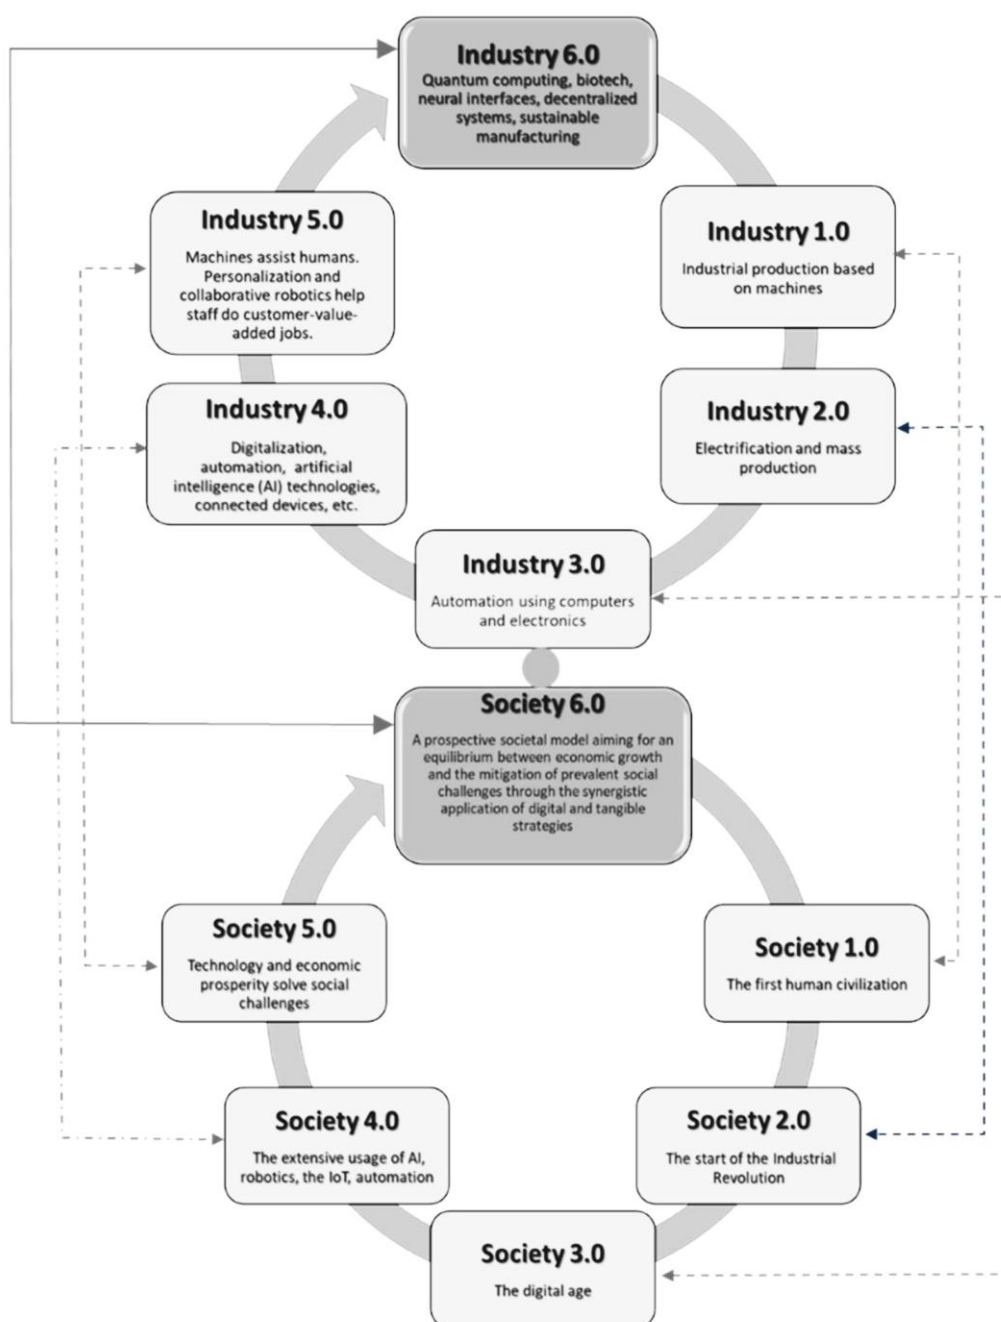 Industry 6.0
Quantum computing, biotech,
neural interfaces, decentralized
systems, sustainable
manufacturing
Industry 5.0
Machines assist humans.
Personalization and
collaborative robotics help
staff do customer-value-
added jobs.
Industry 1.0
Industrial production based
on machines
Industry 4.0
Digitalization,
automation, artificial
intelligence (AI) technologies,
connected devices, etc.
Industry 2.0
Electrification and mass
production
Industry 3.0
Automation using computers
and electronics
Society 6.0
A prospective societal model aiming for an
equilibrium between economic growth
and the mitigation of prevalent social
challenges through the synergistic
application of digital and tangible
strategies
Society 5.0
Technology and economic
prosperity solve social
challenges
Society 1.0
The first human civilization
Society 4.0
The extensive usage of AI,
robotics, the IoT, automation
Society 2.0
The start of the Industrial
Revolution
Society 3.0
The digital age